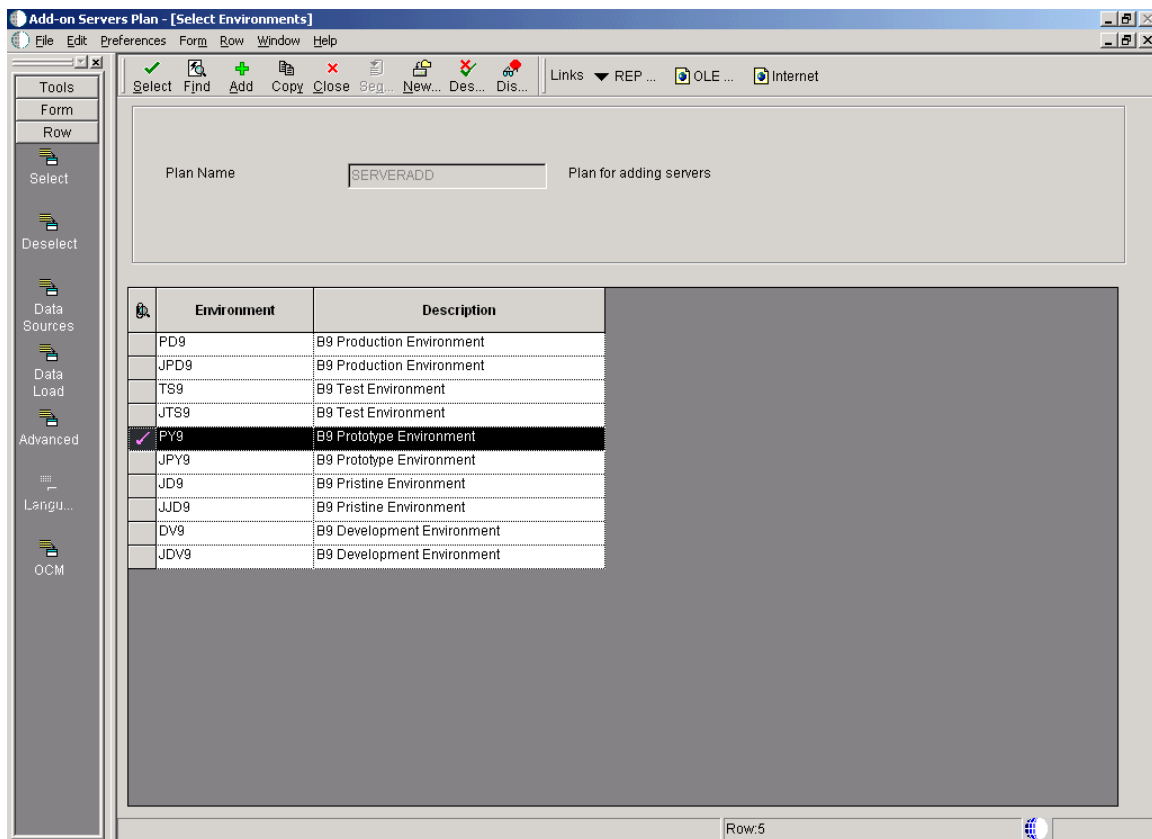 Add-on Servers Plan - [Select Environments]
File Edit Preferences Form Row Window Help
Tools
Form
Row
Select
Deselect
Data
Sources
Data
Load
Advanced
Langu...
OCM
Select Find Add Copy Close Seq... New... Des... Dis... Links REP ... OLE ... Internet
Plan Name SERVERADD Plan for adding servers
Environment Description
PD9 B9 Production Environment
JPD9 B9 Production Environment
TS9 B9 Test Environment
JTS9 B9 Test Environment
PY9 B9 Prototype Environment
JPY9 B9 Prototype Environment
JD9 B9 Pristine Environment
JJD9 B9 Pristine Environment
DV9 B9 Development Environment
JDV9 B9 Development Environment
Row:5